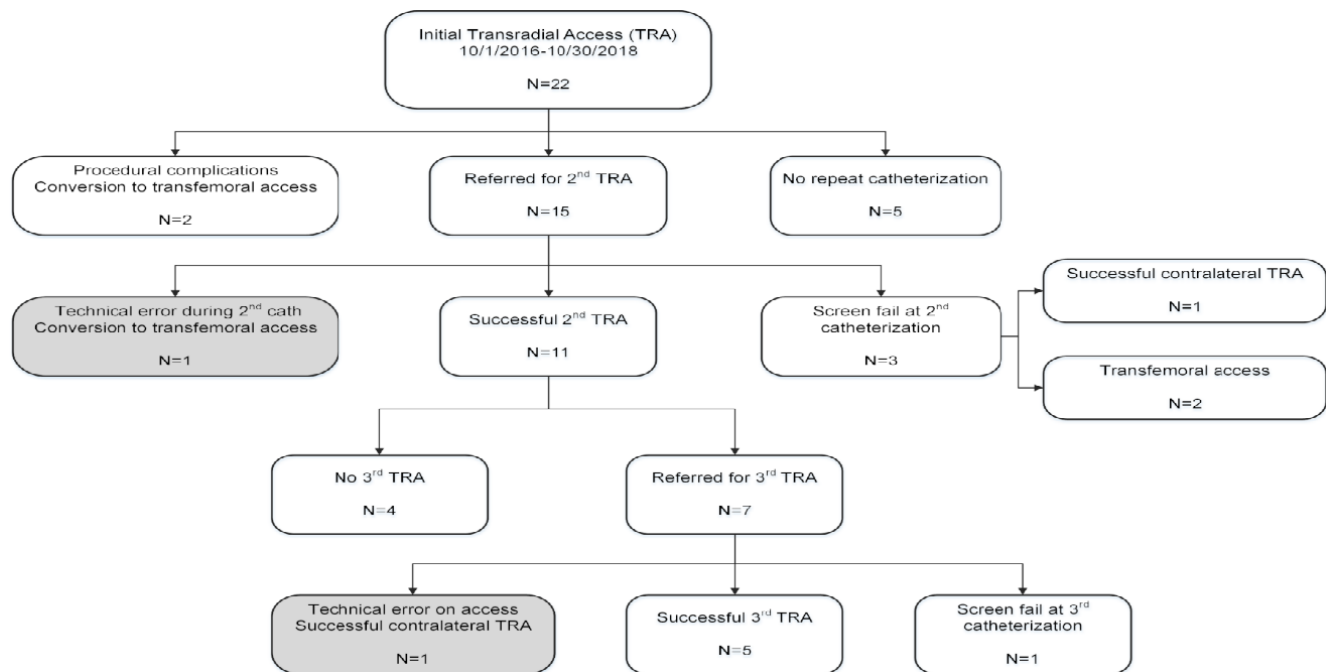 Initial Transradial Access (TRA)
10/1/2016-10/30/2018
N=22
Procedural complications
Conversion to transfemoral access
N=2
Referred for 2nd TRA
N=15
No repeat catheterization
N=5
Technical error during 2nd cath
Conversion to transfemoral access
N=1
Successful 2nd TRA
N=11
Screen fail at 2nd
catheterization
N=3
Successful contralateral TRA
N=1
Transfemoral access
N=2
No 3rd TRA
N=4
Referred for 3rd TRA
N=7
Technical error on access
Successful contralateral TRA
N=1
Successful 3rd TRA
N=5
Screen fail at 3rd
catheterization
N=1